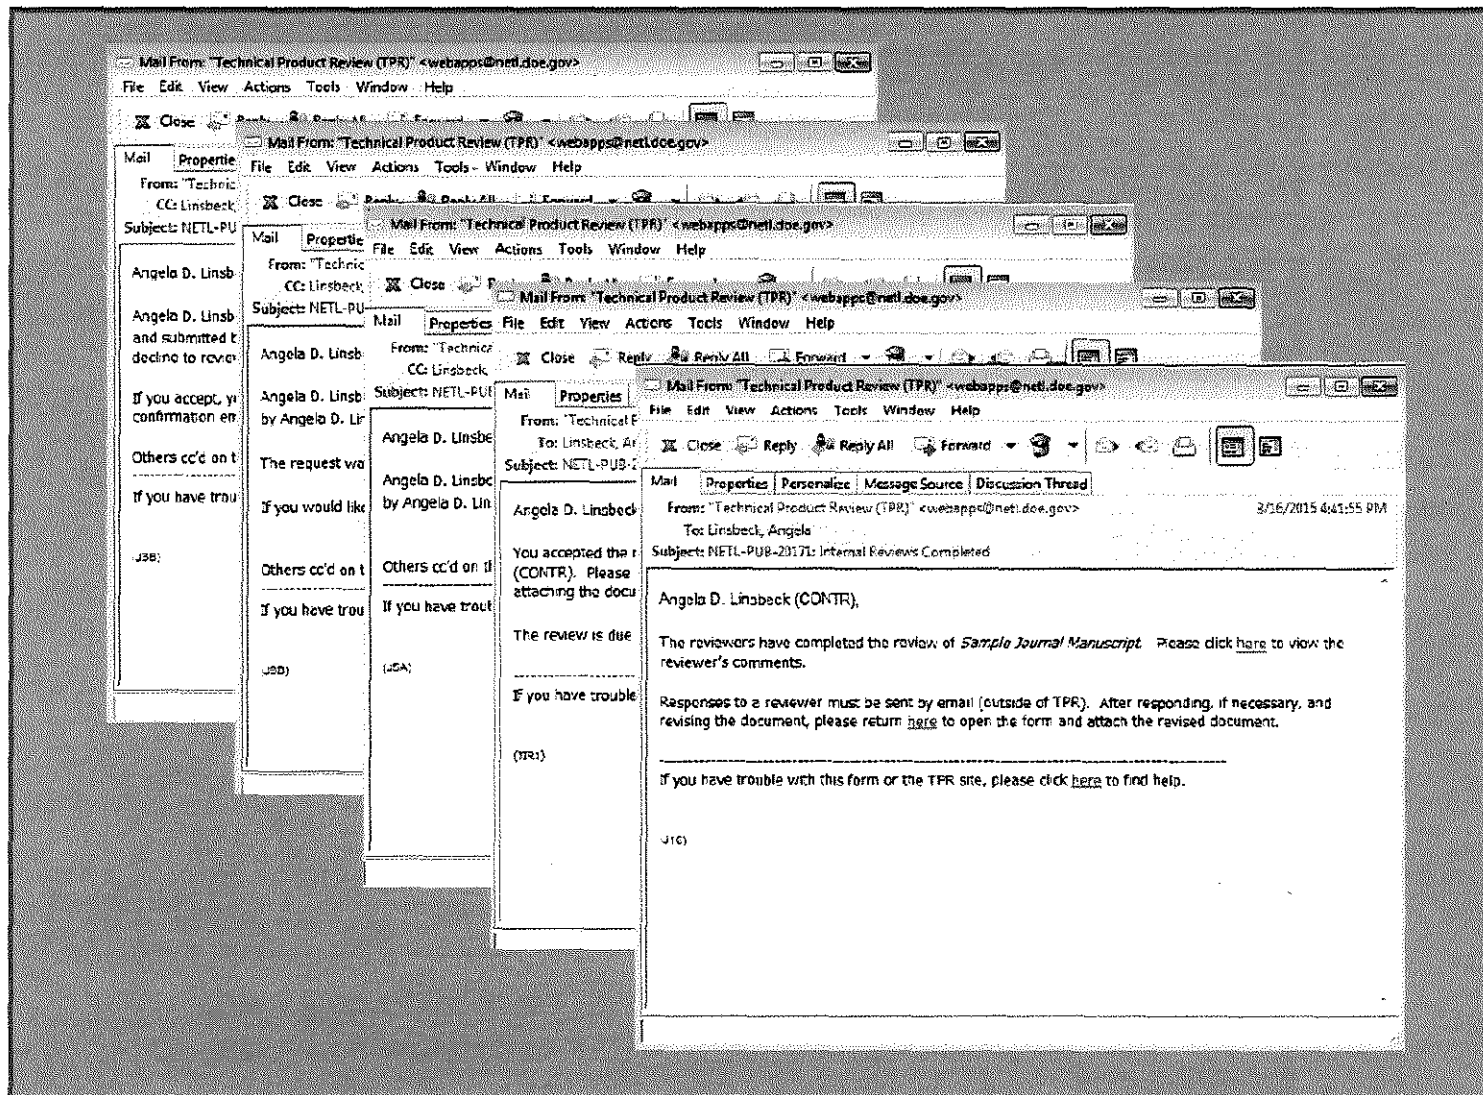 Mail From: "Technical Product Review (TPR)" <webapps@netl.doe.gov>
File Edit View Actions Tools Window Help
Close
Mail Propertie
From: "Technic
CC: Linsbeck,
Subject: NETL-PU
Angela D. Linsb
Angela D. Linsb
and submitted b
decline to review
If you accept, y
confirmation em
Others cc'd on t
If you have trou
(J3B)
Mail From: "Technical Product Review (TPR)" <webapps@netl.doe.gov>
File Edit View Actions Tools Window Help
Close Reply Reply All Forward
Mail Propertie
From: "Technic
CC: Linsbeck,
Subject: NETL-PU
Angela D. Linsb
Angela D. Linsb
by Angela D. Lin
The request wa
If you would like
Others cc'd on t
If you have trou
Mail From: "Technical Product Review (TPR)" <webapps@netl.doe.gov>
File Edit View Actions Tools Window Help
Close
Mail Properties
From: "Technica
CC: Linsbeck,
Subject: NETL-PUB
Angela D. Linsbe
Angela D. Linsbe
by Angela D. Lin
Others cc'd on th
If you have troub
(J5A)
Mail From: "Technical Product Review (TPR)" <webapps@netl.doe.gov>
File Edit View Actions Tools Window Help
Close Reply Reply All Forward
Mail Properties
From: "Technical P
To: Linsbeck, An
Subject: NETL-PUB-2
Angela D. Linsbeck
You accepted the r
(CONTR). Please
attaching the docu
The review is due
If you have trouble
Mail From: "Technical Product Review (TPR)" <webapps@netl.doe.gov>
File Edit View Actions Tools Window Help
Close Reply Reply All Forward
Mail Properties Personalize Message Source Discussion Thread
From: "Technical Product Review (TPR)" <webapps@netl.doe.gov> 3/16/2015 4:41:55 PM
To: Linsbeck, Angela
Subject: NETL-PUB-20171: Internal Reviews Completed
Angela D. Linsbeck (CONTR),
The reviewers have completed the review of Sample Journal Manuscript. Please click here to view the
reviewer's comments.
Responses to a reviewer must be sent by email (outside of TPR). After responding, if necessary, and
revising the document, please return here to open the form and attach the revised document.
If you have trouble with this form or the TPR site, please click here to find help.